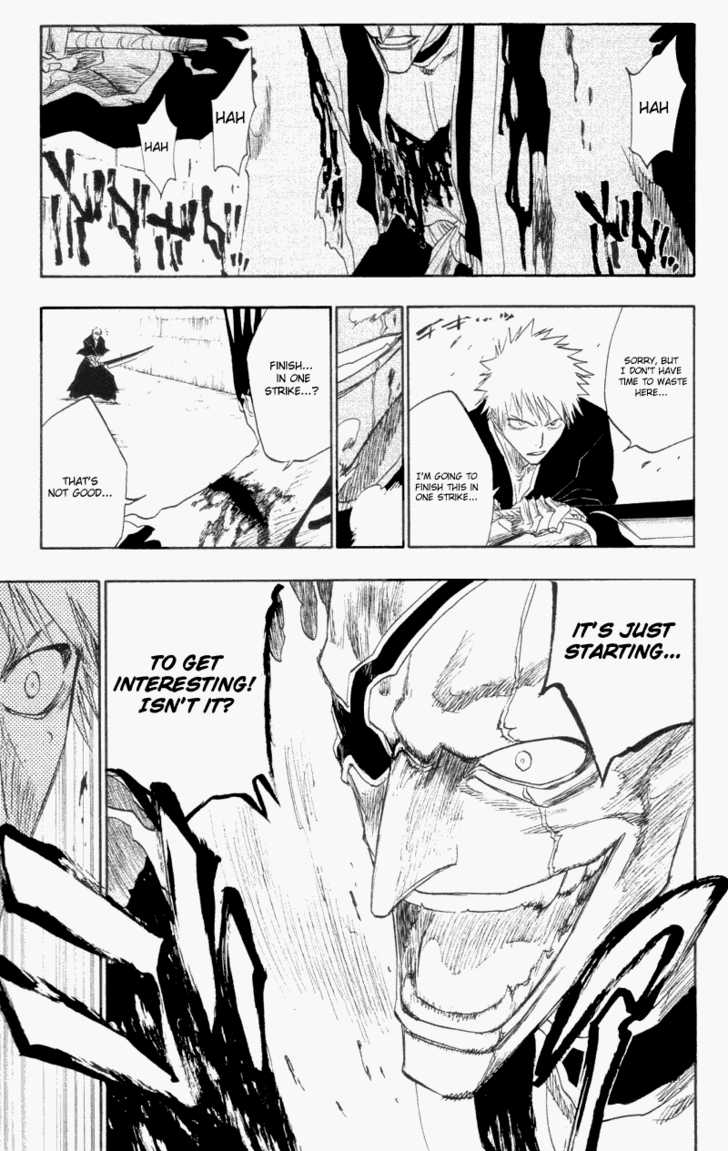 HAH
HAH
HAH
SORRY, BUT
I DON'T HAVE
TIME TO WASTE
HERE...
I'M GOING TO
FINISH THIS IN
ONE STRIKE...
FINISH...
IN ONE
STRIKE...?
THAT'S
NOT GOOD...
IT'S JUST
STARTING...
TO GET
INTERESTING!
ISN'T IT?